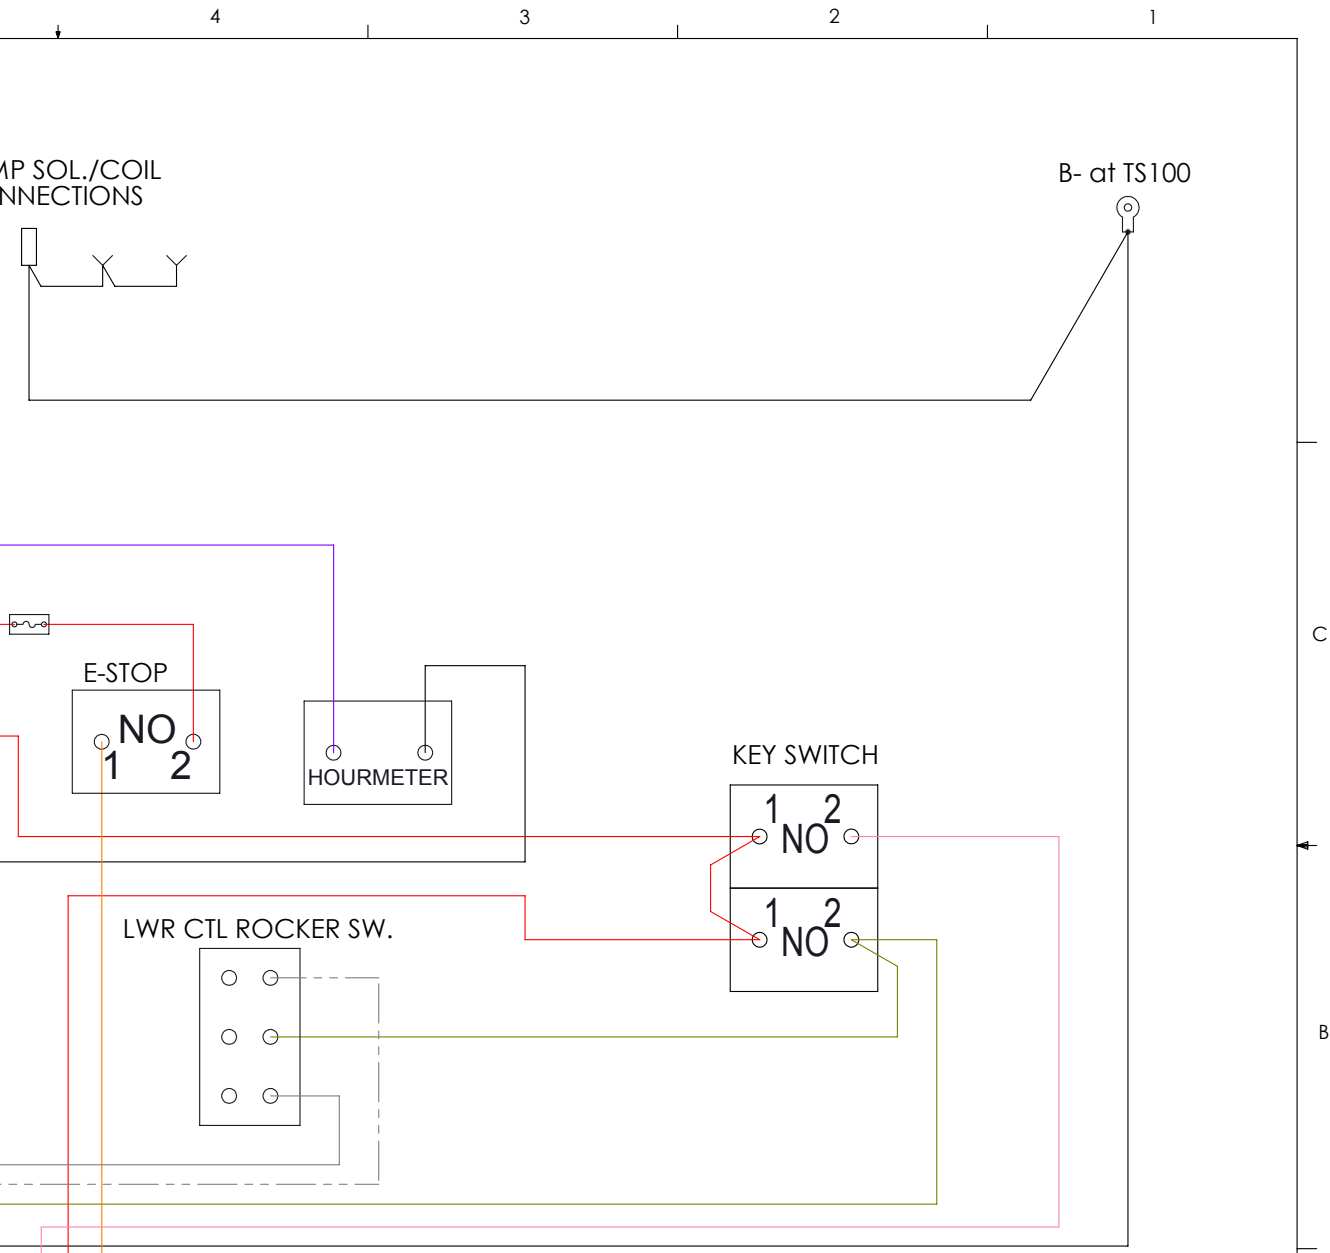 4 3 2 1
MP SOL./COIL
NNECTIONS
B- at TS100
C
E-STOP
NO
1 2
HOURMETER
KEY SWITCH
1 2
NO
1 2
NO
LWR CTL ROCKER SW.
B